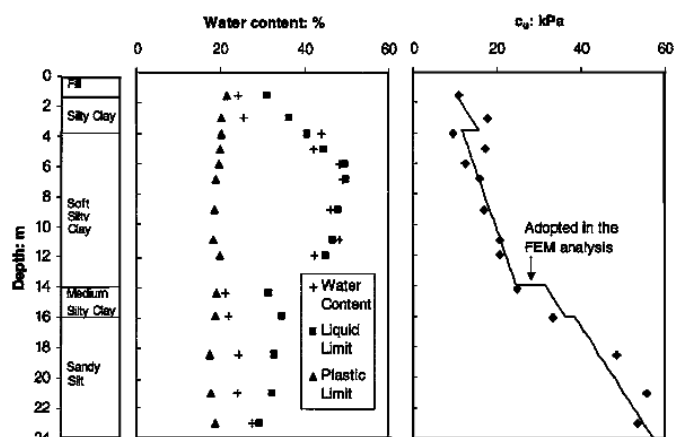 Water content: %
cu: kPa
0 20 40 60 0 20 40 60
Depth: m
0
2
4
6
8
10
12
14
16
18
20
22
24
Fill
Silty Clay
Soft
Silty
Clay
Medium
Silty Clay
Sandy
Silt
+ Water
Content
■ Liquid
Limit
▲ Plastic
Limit
Adopted in the
FEM analysis